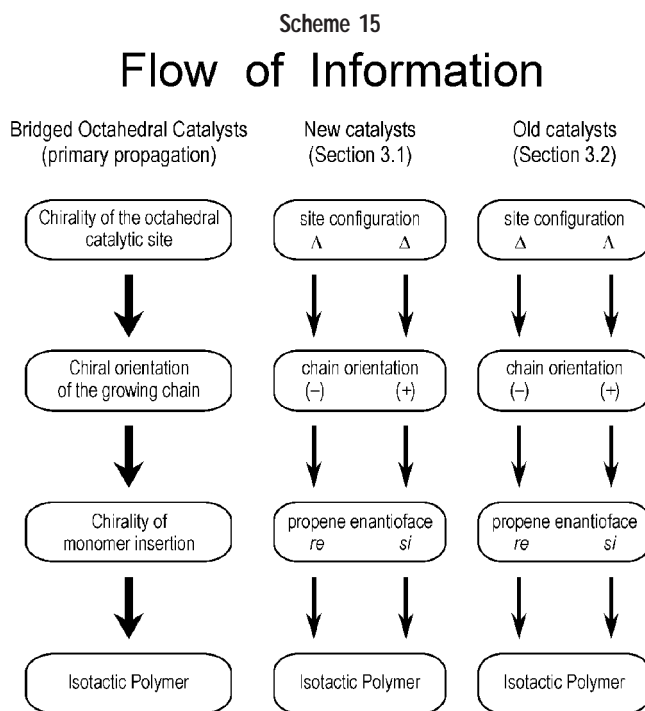 Scheme 15
Flow of Information
Bridged Octahedral Catalysts
(primary propagation)
New catalysts
(Section 3.1)
Old catalysts
(Section 3.2)
Chirality of the octahedral
catalytic site
site configuration
Λ Δ
site configuration
Δ Λ
Chiral orientation
of the growing chain
chain orientation
(–) (+)
chain orientation
(–) (+)
Chirality of
monomer insertion
propene enantioface
re si
propene enantioface
re si
Isotactic Polymer
Isotactic Polymer
Isotactic Polymer